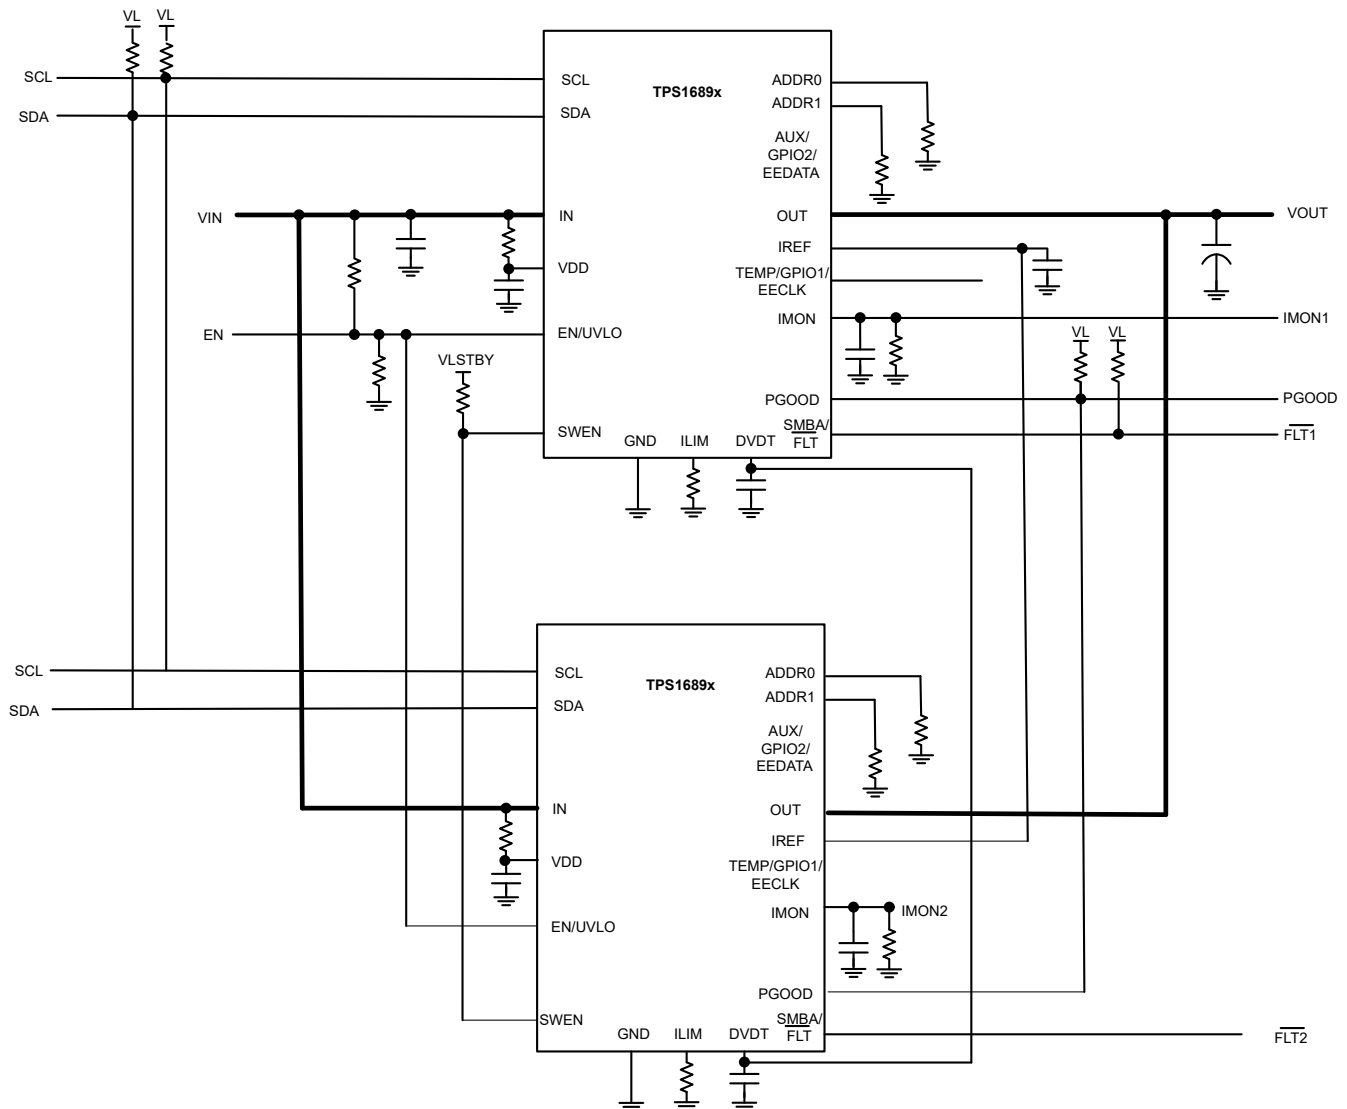 VL
VL
SCL
SDA
SCL
SDA
TPS1689x
ADDR0
ADDR1
AUX/
GPIO2/
EEDATA
VIN
IN
OUT
VOUT
IREF
VDD
TEMP/GPIO1/
EECLK
IMON
IMON1
EN
EN/UVLO
VL
VL
VLSTBY
PGOOD
PGOOD
SWEN
GND
ILIM
DVDT
SMBA/
FLT
FLT1
SCL
SDA
SCL
SDA
TPS1689x
ADDR0
ADDR1
AUX/
GPIO2/
EEDATA
IN
OUT
IREF
VDD
TEMP/GPIO1/
EECLK
IMON
IMON2
EN/UVLO
PGOOD
SWEN
GND
ILIM
DVDT
SMBA/
FLT
FLT2